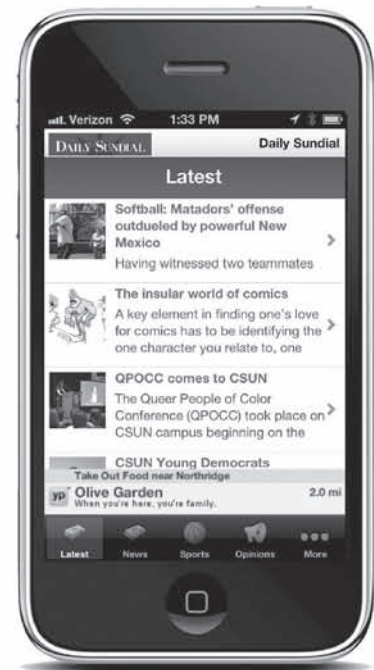 Verizon 1:33 PM
DAILY SUNDIAL Daily Sundial
Latest
Softball: Matadors' offense
outdueled by powerful New
Mexico
Having witnessed two teammates
The insular world of comics
A key element in finding one's love
for comics has to be identifying the
one character you relate to, one
QPOCC comes to CSUN
The Queer People of Color
Conference (QPOCC) took place on
CSUN campus beginning on the
CSUN Young Democrats
Take Out Food near Northridge
yp Olive Garden 2.0 mi
When you're here, you're family.
Latest News Sports Opinions More